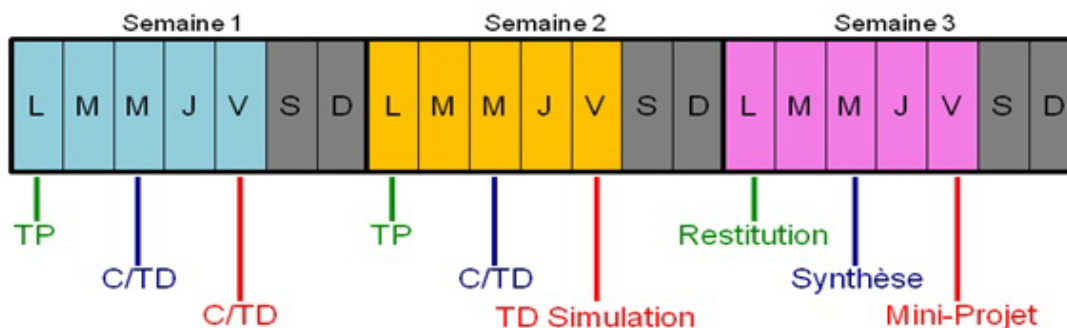 Semaine 1 Semaine 2 Semaine 3
L M M J V S D L M M J V S D L M M J V S D
TP TP Restitution
C/TD C/TD Synthèse
C/TD TD Simulation Mini-Projet